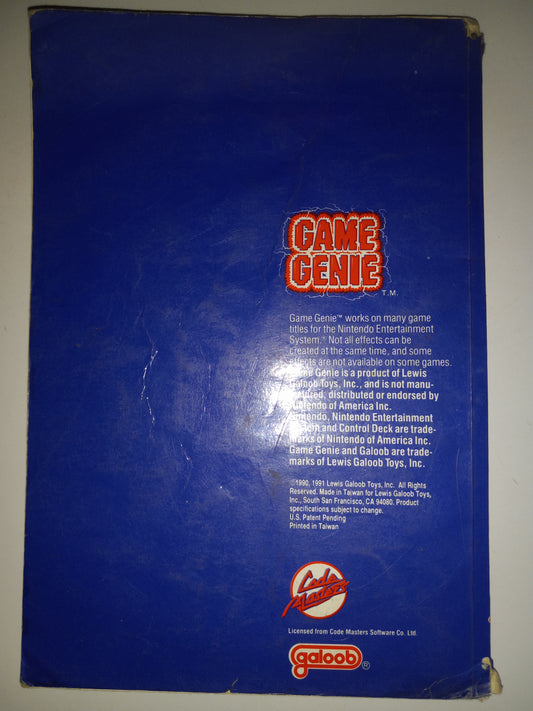 GAME
GENIE
T.M.
Game Genie™ works on many game
titles for the Nintendo Entertainment
System.® Not all effects can be
created at the same time, and some
effects are not available on some games.
Game Genie is a product of Lewis
Galoob Toys, Inc., and is not manu-
factured, distributed or endorsed by
Nintendo of America Inc.
Nintendo, Nintendo Entertainment
System and Control Deck are trade-
marks of Nintendo of America Inc.
Game Genie and Galoob are trade-
marks of Lewis Galoob Toys, Inc.
©1990, 1991 Lewis Galoob Toys, Inc. All Rights
Reserved. Made in Taiwan for Lewis Galoob Toys,
Inc., South San Francisco, CA 94080. Product
specifications subject to change.
U.S. Patent Pending
Printed in Taiwan
Code
Masters
Licensed from Code Masters Software Co. Ltd.
galoob®